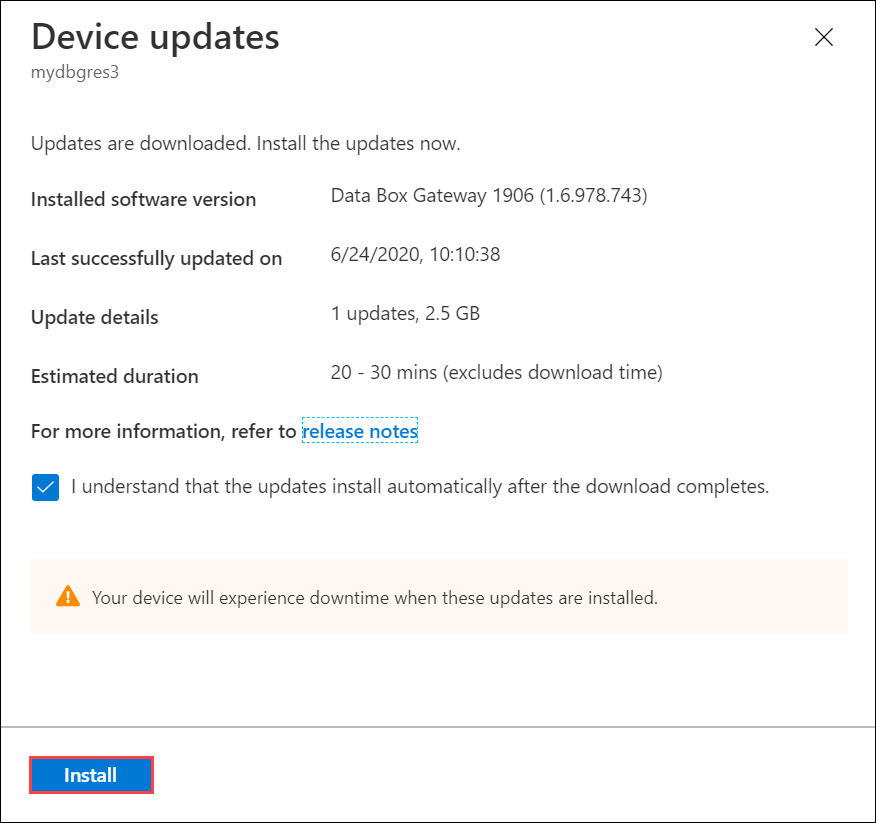 Device updates
mydbgres3
Updates are downloaded. Install the updates now.
Installed software version Data Box Gateway 1906 (1.6.978.743)
Last successfully updated on 6/24/2020, 10:10:38
Update details 1 updates, 2.5 GB
Estimated duration 20 - 30 mins (excludes download time)
For more information, refer to release notes
I understand that the updates install automatically after the download completes.
Your device will experience downtime when these updates are installed.
Install